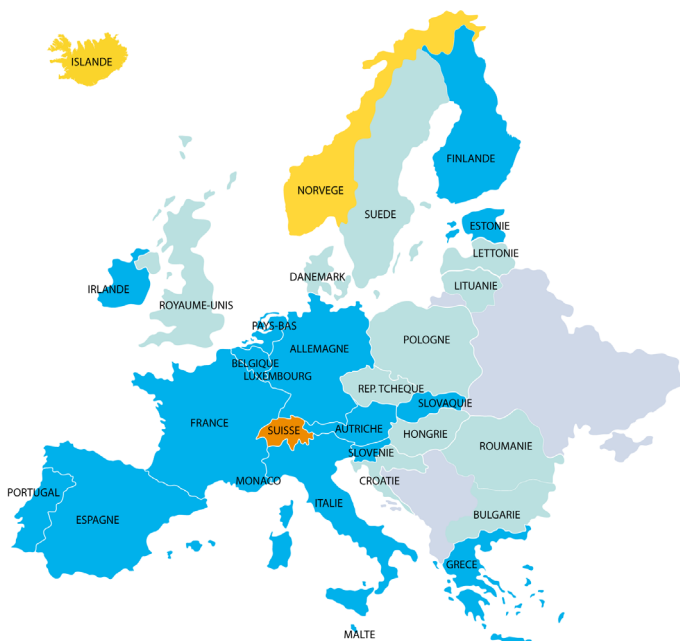 ISLANDE
FINLANDE
NORVEGE
SUEDE
ESTONIE
LETTONIE
DANEMARK
LITUANIE
IRLANDE
ROYAUME-UNIS
PAYS-BAS
POLOGNE
ALLEMAGNE
BELGIQUE
LUXEMBOURG
REP. TCHEQUE
SLOVAQUIE
FRANCE
SUISSE
AUTRICHE
HONGRIE
ROUMANIE
SLOVENIE
MONACO
CROATIE
PORTUGAL
ITALIE
ESPAGNE
BULGARIE
GRECE
MALTE